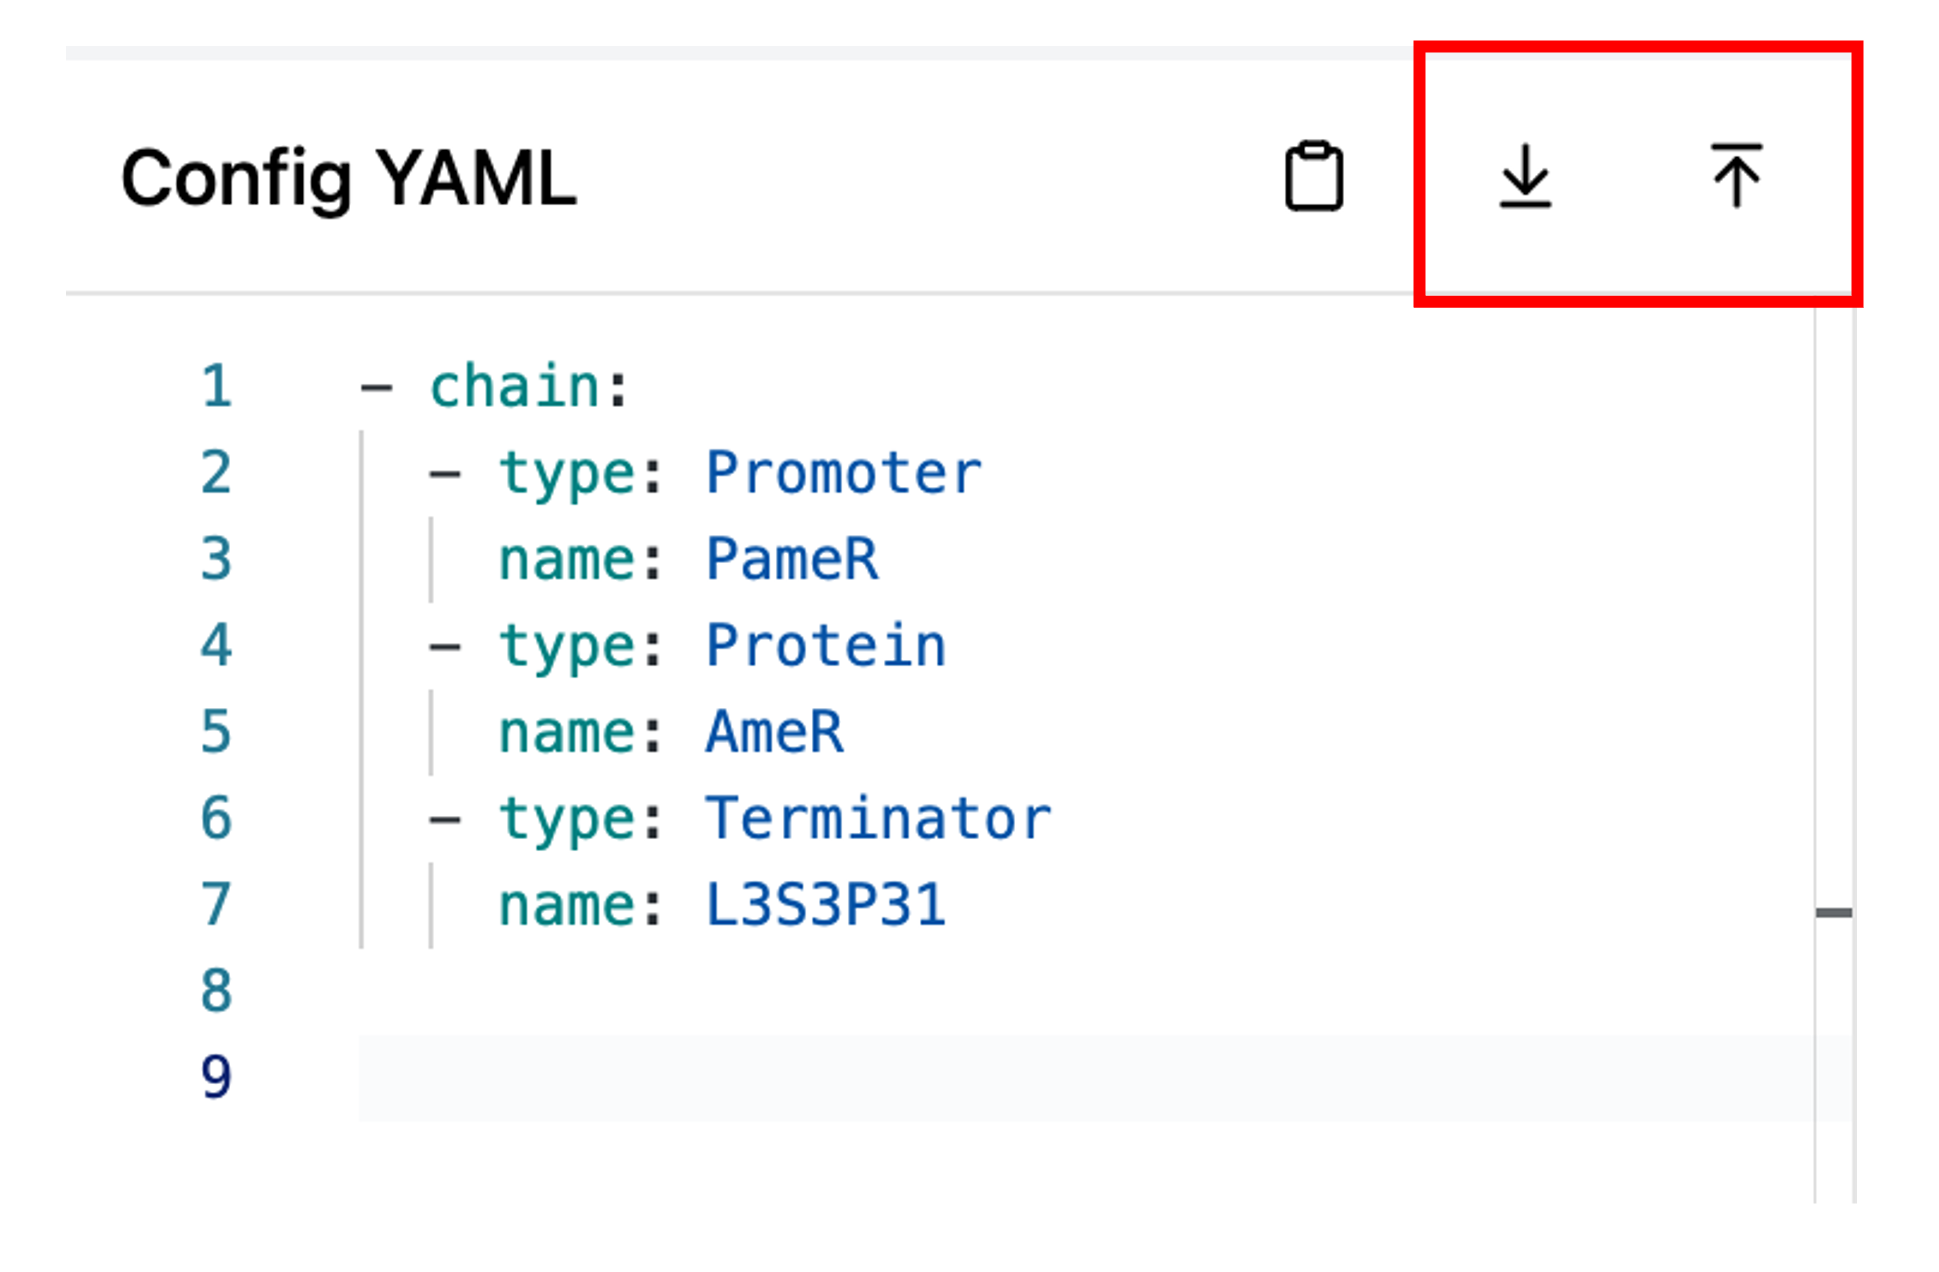 Config YAML
1 - chain:
2 - type: Promoter
3 name: PameR
4 - type: Protein
5 name: AmeR
6 - type: Terminator
7 name: L3S3P31
8
9